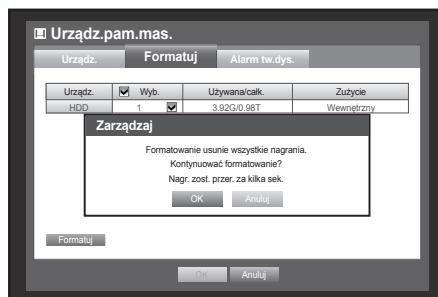 Urządz.pam.mas.
Urządz. Formatuj Alarm tw.dys.
Urządz. Wyb. Używana/całk. Zużycie
HDD 1 3.92G/0.98T Wewnętrzny
Zarządzaj
Formatowanie usunie wszystkie nagrania.
Kontynuować formatowanie?
Nagr. zost. przer. za kilka sek.
OK Anuluj
Formatuj
OK Anuluj